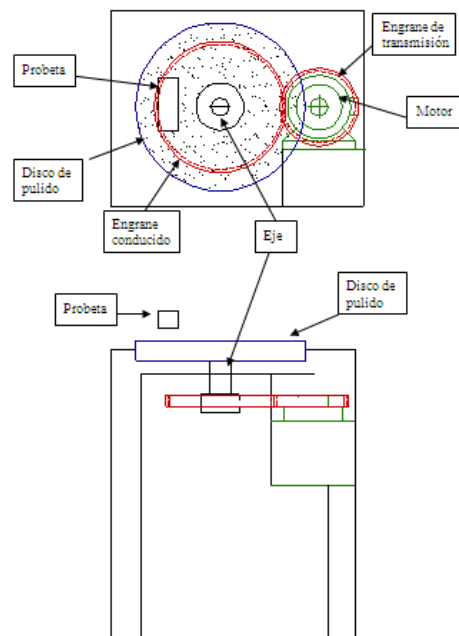 Engrane de
transmisión
Probeta
Motor
Disco de
pulido
Engrane
conducido
Eje
Disco de
pulido
Probeta